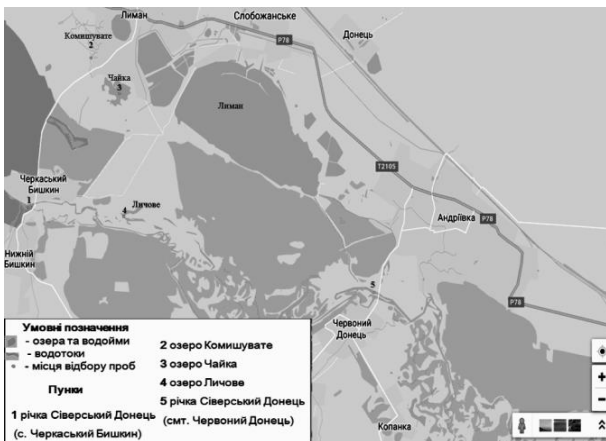 Лиман
Слобожанське
Комишувате
2
P78
Донець
Чайка
3
Лиман
T2105
Черкаський
Бишкин
1
Личове
4
Андріївка
P78
Нижній
Бишкин
5
P78
Червоний
Донець
Копанка
Умовні позначення
- озера та водойми
- водотоки
- місця відбору проб
Пунки
1 річка Сіверський Донець
(с. Черкаський Бишкин)
2 озеро Комишувате
3 озеро Чайка
4 озеро Личове
5 річка Сіверський Донець
(смт. Червоний Донець)